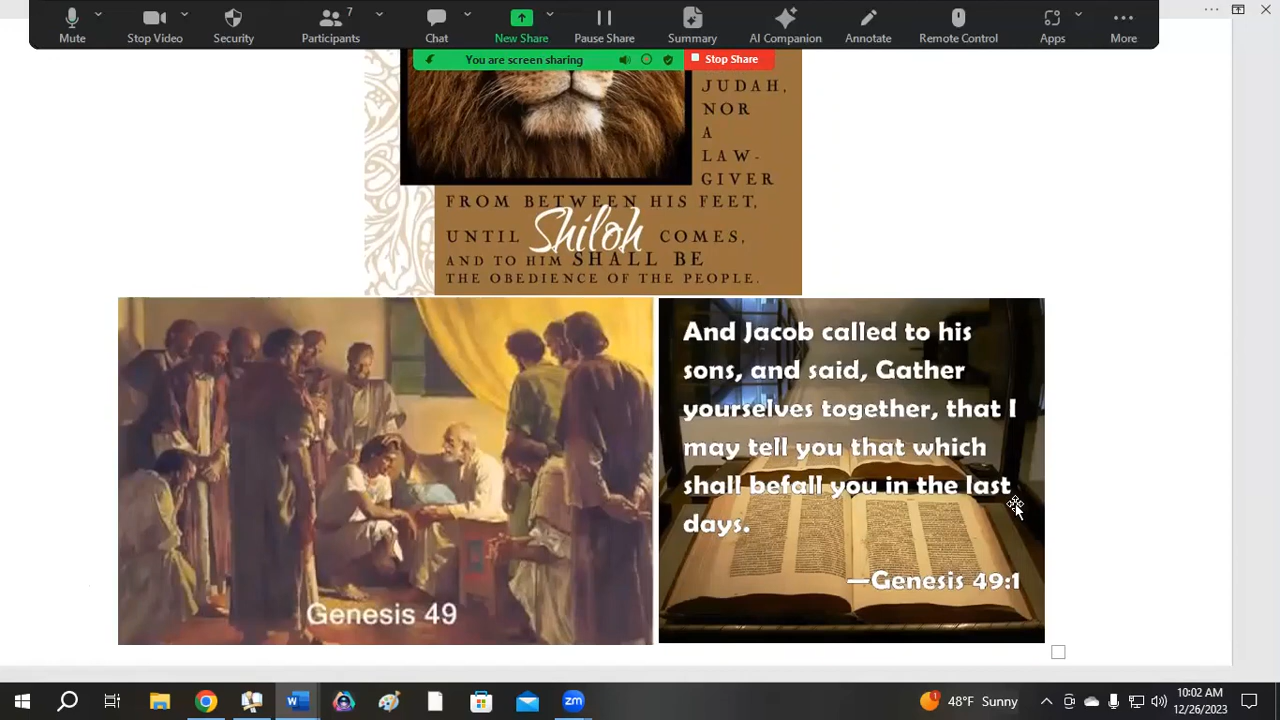 7
Mute
Stop Video
Security
Participants
Chat
New Share
Pause Share
Summary
AI Companion
Annotate
Remote Control
Apps
More
You are screen sharing
Stop Share
JUDAH,
NOR
A
LAW-
GIVER
FROM BETWEEN HIS FEET,
UNTIL Shiloh COMES,
AND TO HIM SHALL BE
THE OBEDIENCE OF THE PEOPLE.
And Jacob called to his
sons, and said, Gather
yourselves together, that I
may tell you that which
shall befall you in the last
days.
—Genesis 49:1
Genesis 49
1
48°F Sunny
10:02 AM
12/26/2023
W
zm